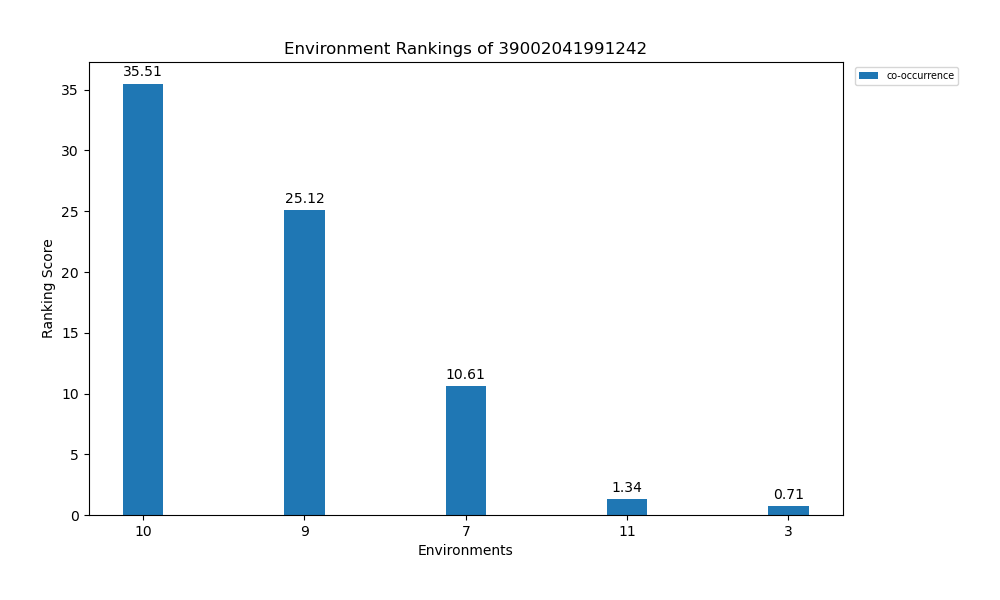 Environment Rankings of 39002041991242
co-occurrence
Ranking Score
35
30
25
20
15
10
5
0
35.51
25.12
10.61
1.34
0.71
10 9 7 11 3
Environments